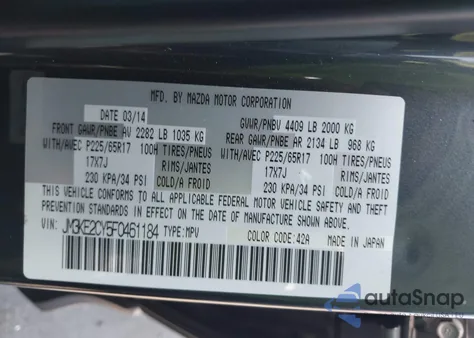 MFD. BY MAZDA MOTOR CORPORATION
DATE 03/14 GVWR/PNBV 4409 LB 2000 KG
FRONT GAWR/PNBE AV 2282 LB 1035 KG REAR GAWR/PNBE AR 2134 LB 968 KG
WITH/AVEC P225/65R17 100H TIRES/PNEUS WITH/AVEC P225/65R17 100H TIRES/PNEUS
17X7J RIMS/JANTES 17X7J RIMS/JANTES
230 KPA/34 PSI COLD/A FROID 230 KPA/34 PSI COLD/A FROID
THIS VEHICLE CONFORMS TO ALL APPLICABLE FEDERAL MOTOR VEHICLE SAFETY AND THEFT
PREVENTION STANDARDS IN EFFECT ON THE DATE OF MANUFACTURE SHOWN ABOVE.
VIN: JM3KE2CY5F0461184 TYPE:MPV COLOR CODE:42A MADE IN JAPAN
autoSnap